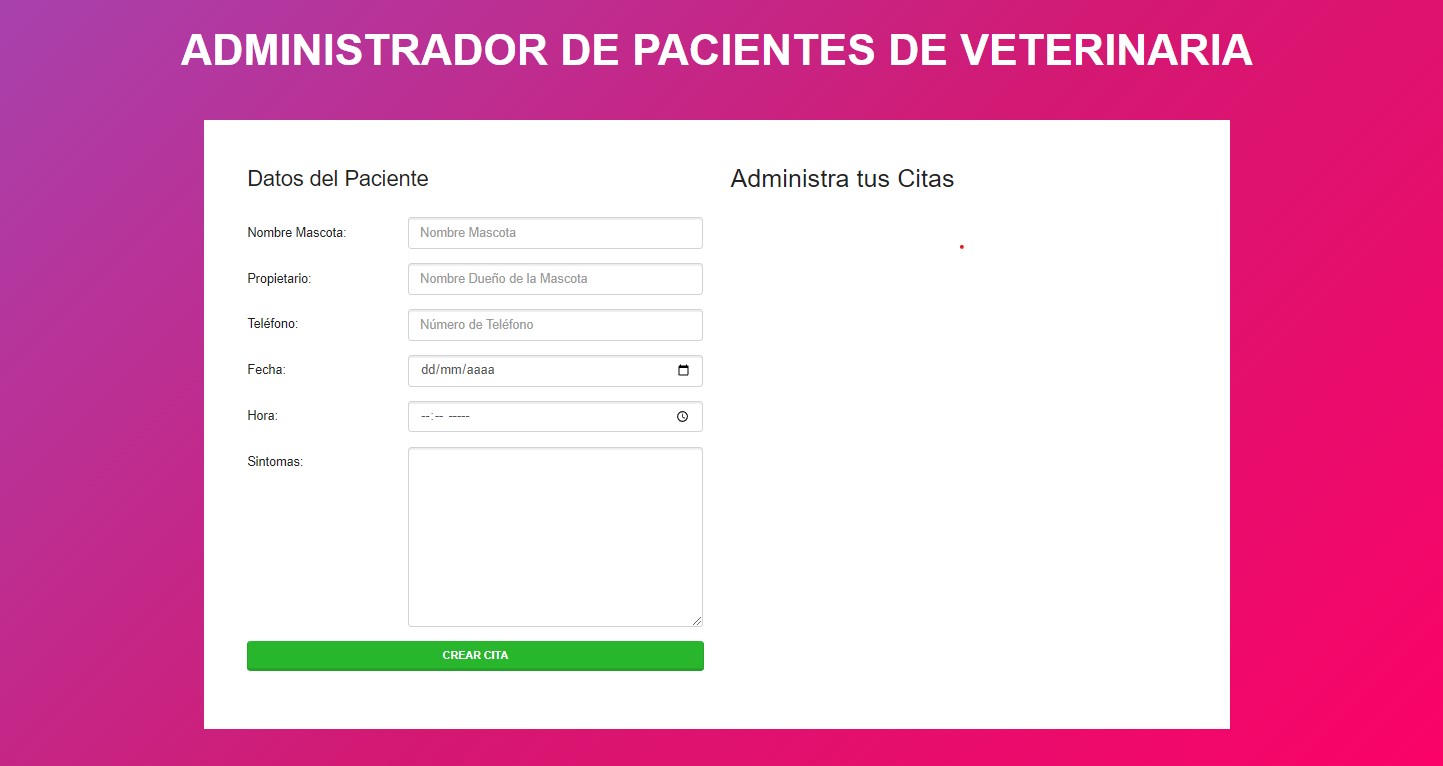 ADMINISTRADOR DE PACIENTES DE VETERINARIA
Datos del Paciente
Nombre Mascota:
Nombre Mascota
Propietario:
Nombre Dueño de la Mascota
Teléfono:
Número de Teléfono
Fecha:
dd/mm/aaaa
Hora:
--:-- -----
Sintomas:
CREAR CITA
Administra tus Citas